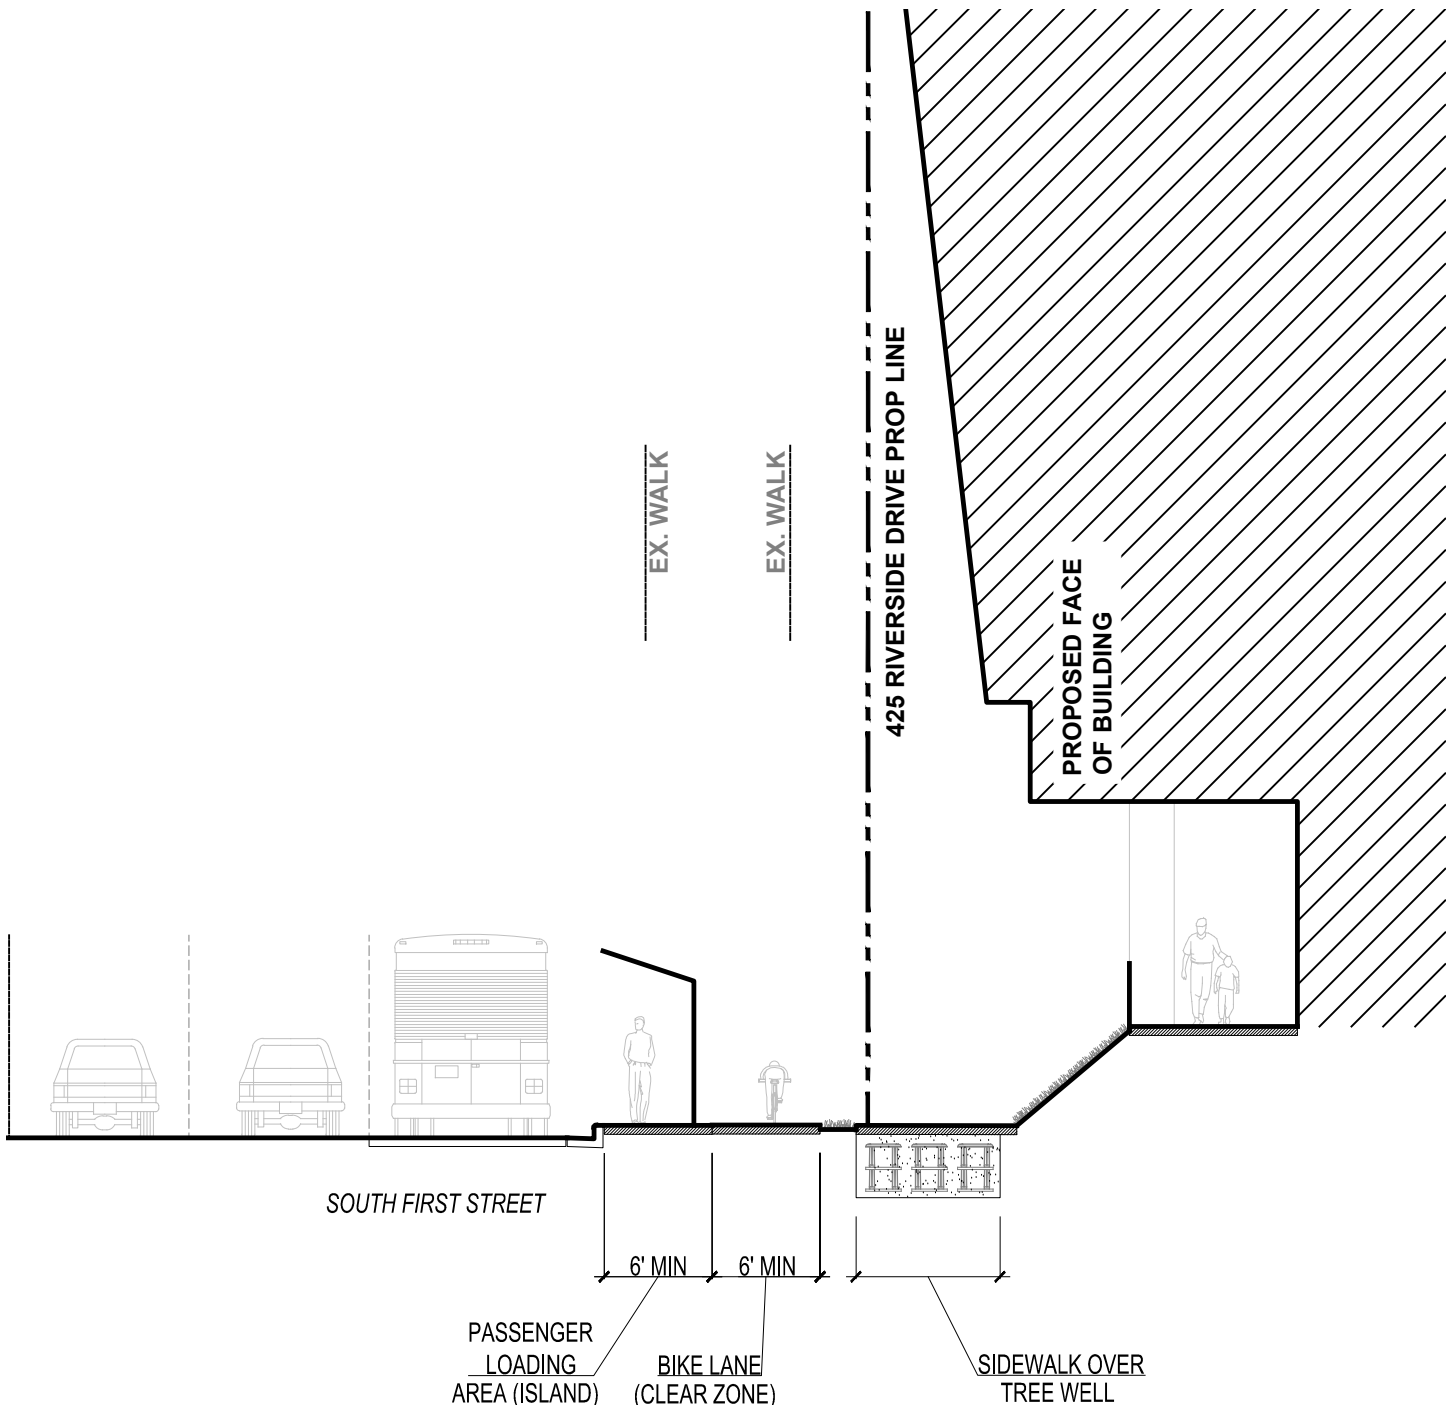 EX. WALK
EX. WALK
425 RIVERSIDE DRIVE PROP LINE
PROPOSED FACE
OF BUILDING
SOUTH FIRST STREET
6' MIN
6' MIN
PASSENGER
LOADING
AREA (ISLAND)
BIKE LANE
(CLEAR ZONE)
SIDEWALK OVER
TREE WELL